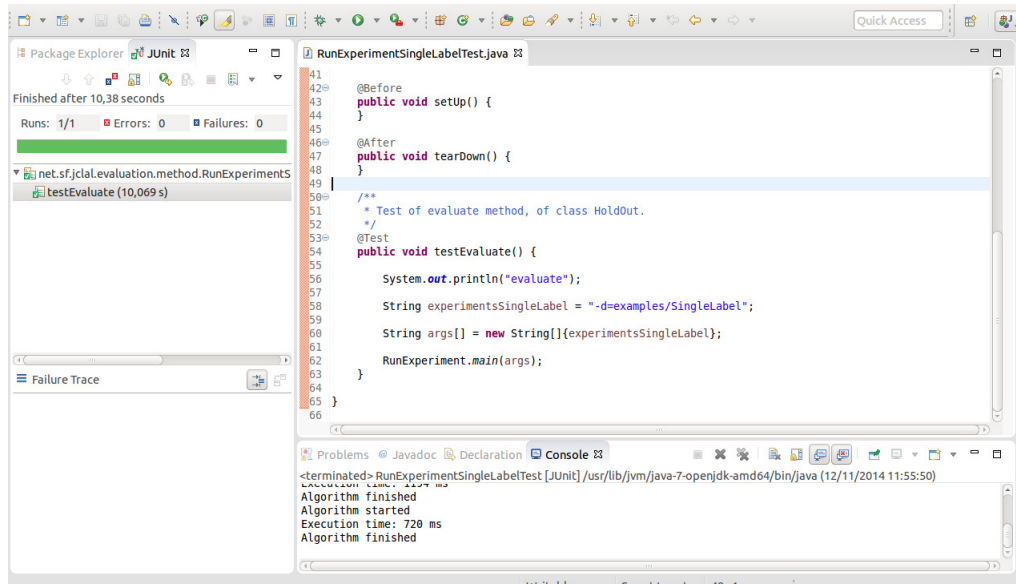 Quick Access
Package Explorer JUnit
RunExperimentSingleLabelTest.java
Finished after 10,38 seconds
Runs: 1/1 Errors: 0 Failures: 0
net.sf.jclal.evaluation.method.RunExperimentS
testEvaluate (10,069 s)
Failure Trace
41
42 @Before
43 public void setUp() {
44 }
45
46 @After
47 public void tearDown() {
48 }
49
50 /**
51 * Test of evaluate method, of class HoldOut.
52 */
53 @Test
54 public void testEvaluate() {
55
56 System.out.println("evaluate");
57
58 String experimentsSingleLabel = "-d=examples/SingleLabel";
59
60 String args[] = new String[]{experimentsSingleLabel};
61
62 RunExperiment.main(args);
63 }
64
65 }
66
Problems @ Javadoc Declaration Console
<terminated> RunExperimentSingleLabelTest [JUnit] /usr/lib/jvm/java-7-openjdk-amd64/bin/java (12/11/2014 11:55:50)
Execution time: 1194 ms
Algorithm finished
Algorithm started
Execution time: 720 ms
Algorithm finished